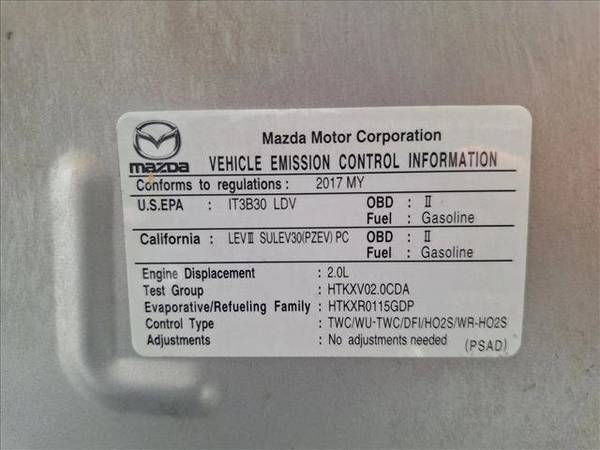 mazda
Mazda Motor Corporation
VEHICLE EMISSION CONTROL INFORMATION
Conforms to regulations : 2017 MY
U.S.EPA : IT3B30 LDV OBD : II
Fuel : Gasoline
California : LEVIII SULEV30(PZEV) PC OBD : II
Fuel : Gasoline
Engine Displacement : 2.0L
Test Group : HTKXV02.0CDA
Evaporative/Refueling Family : HTKXR0115GDP
Control Type : TWC/WU-TWC/DFI/HO2S/WR-HO2S
Adjustments : No adjustments needed (PSAD)